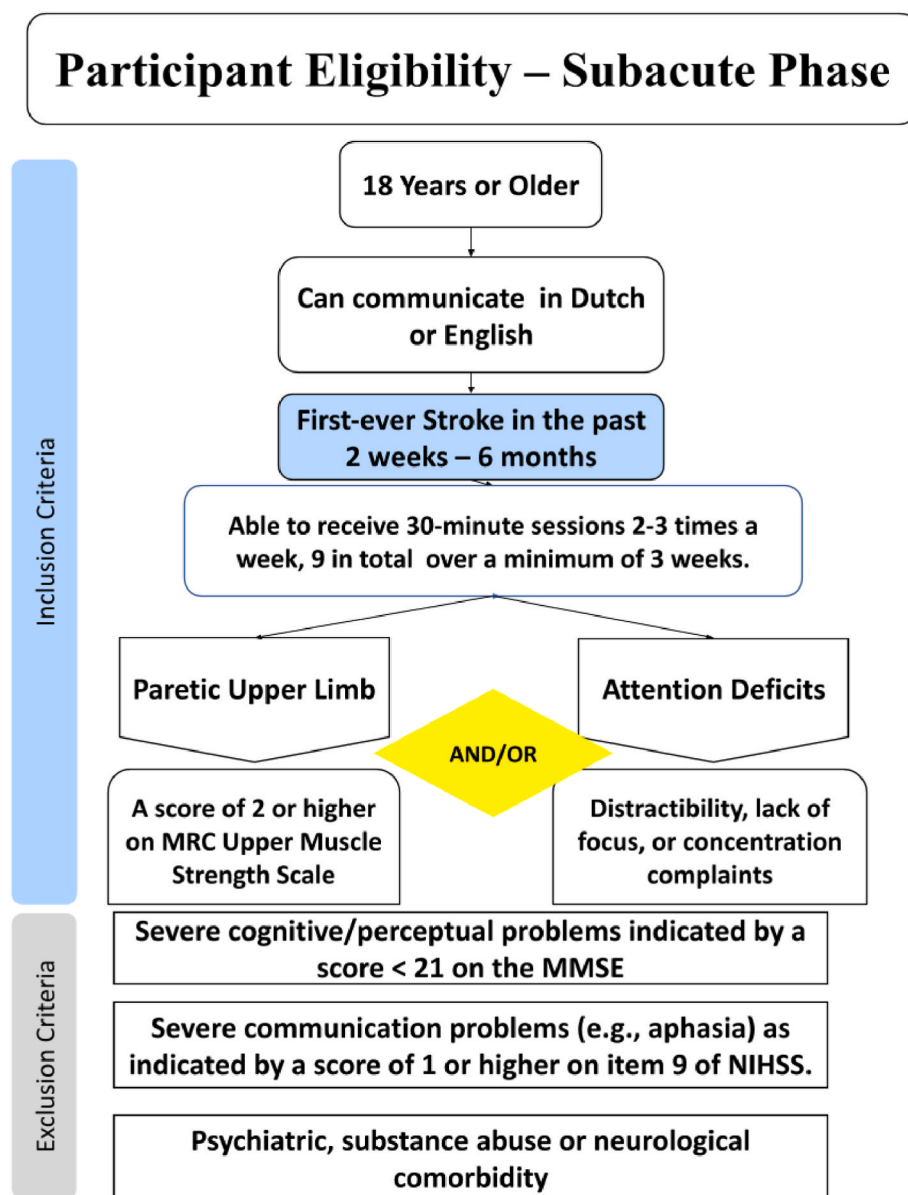 Participant Eligibility – Subacute Phase
Inclusion Criteria
18 Years or Older
Can communicate in Dutch
or English
First-ever Stroke in the past
2 weeks – 6 months
Able to receive 30-minute sessions 2-3 times a
week, 9 in total over a minimum of 3 weeks.
Paretic Upper Limb
Attention Deficits
AND/OR
A score of 2 or higher
on MRC Upper Muscle
Strength Scale
Distractibility, lack of
focus, or concentration
complaints
Exclusion Criteria
Severe cognitive/perceptual problems indicated by a
score < 21 on the MMSE
Severe communication problems (e.g., aphasia) as
indicated by a score of 1 or higher on item 9 of NIHSS.
Psychiatric, substance abuse or neurological
comorbidity